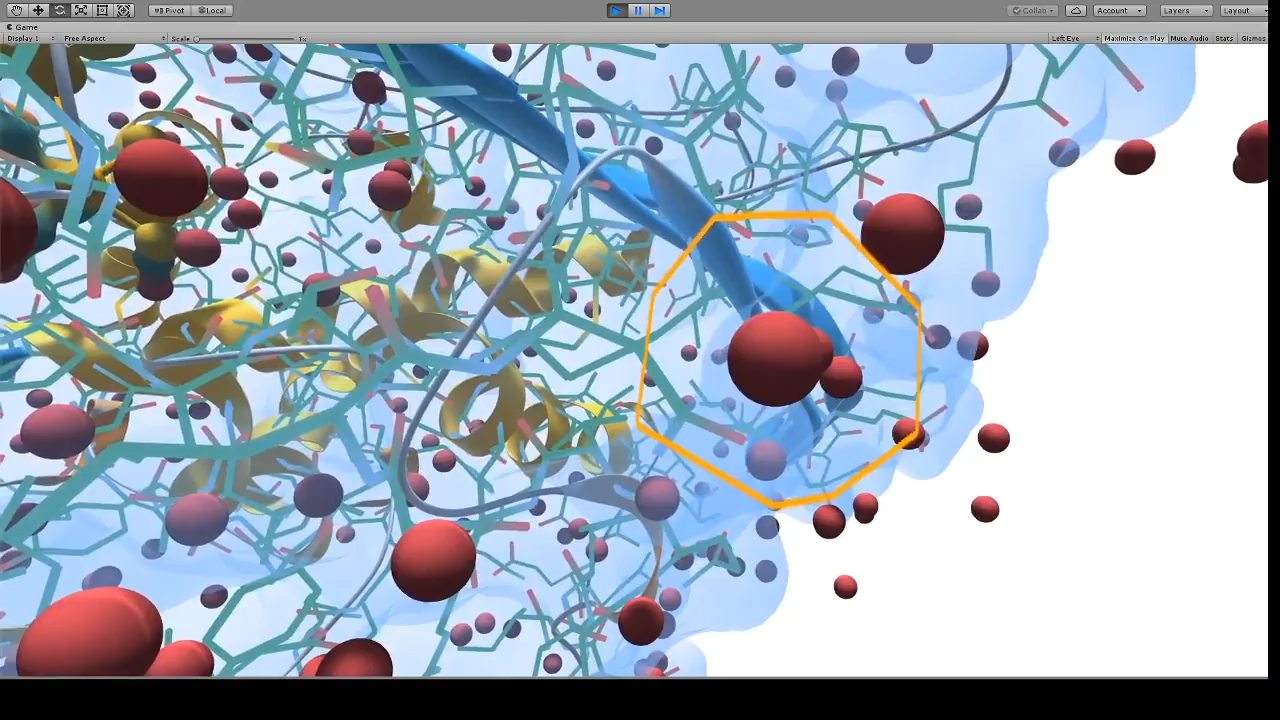 Pivot Local Collab Account Layers Layout
Game
Display 1 Free Aspect Scale 1x Left Eye Maximize On Play Mute Audio Stats Gizmos